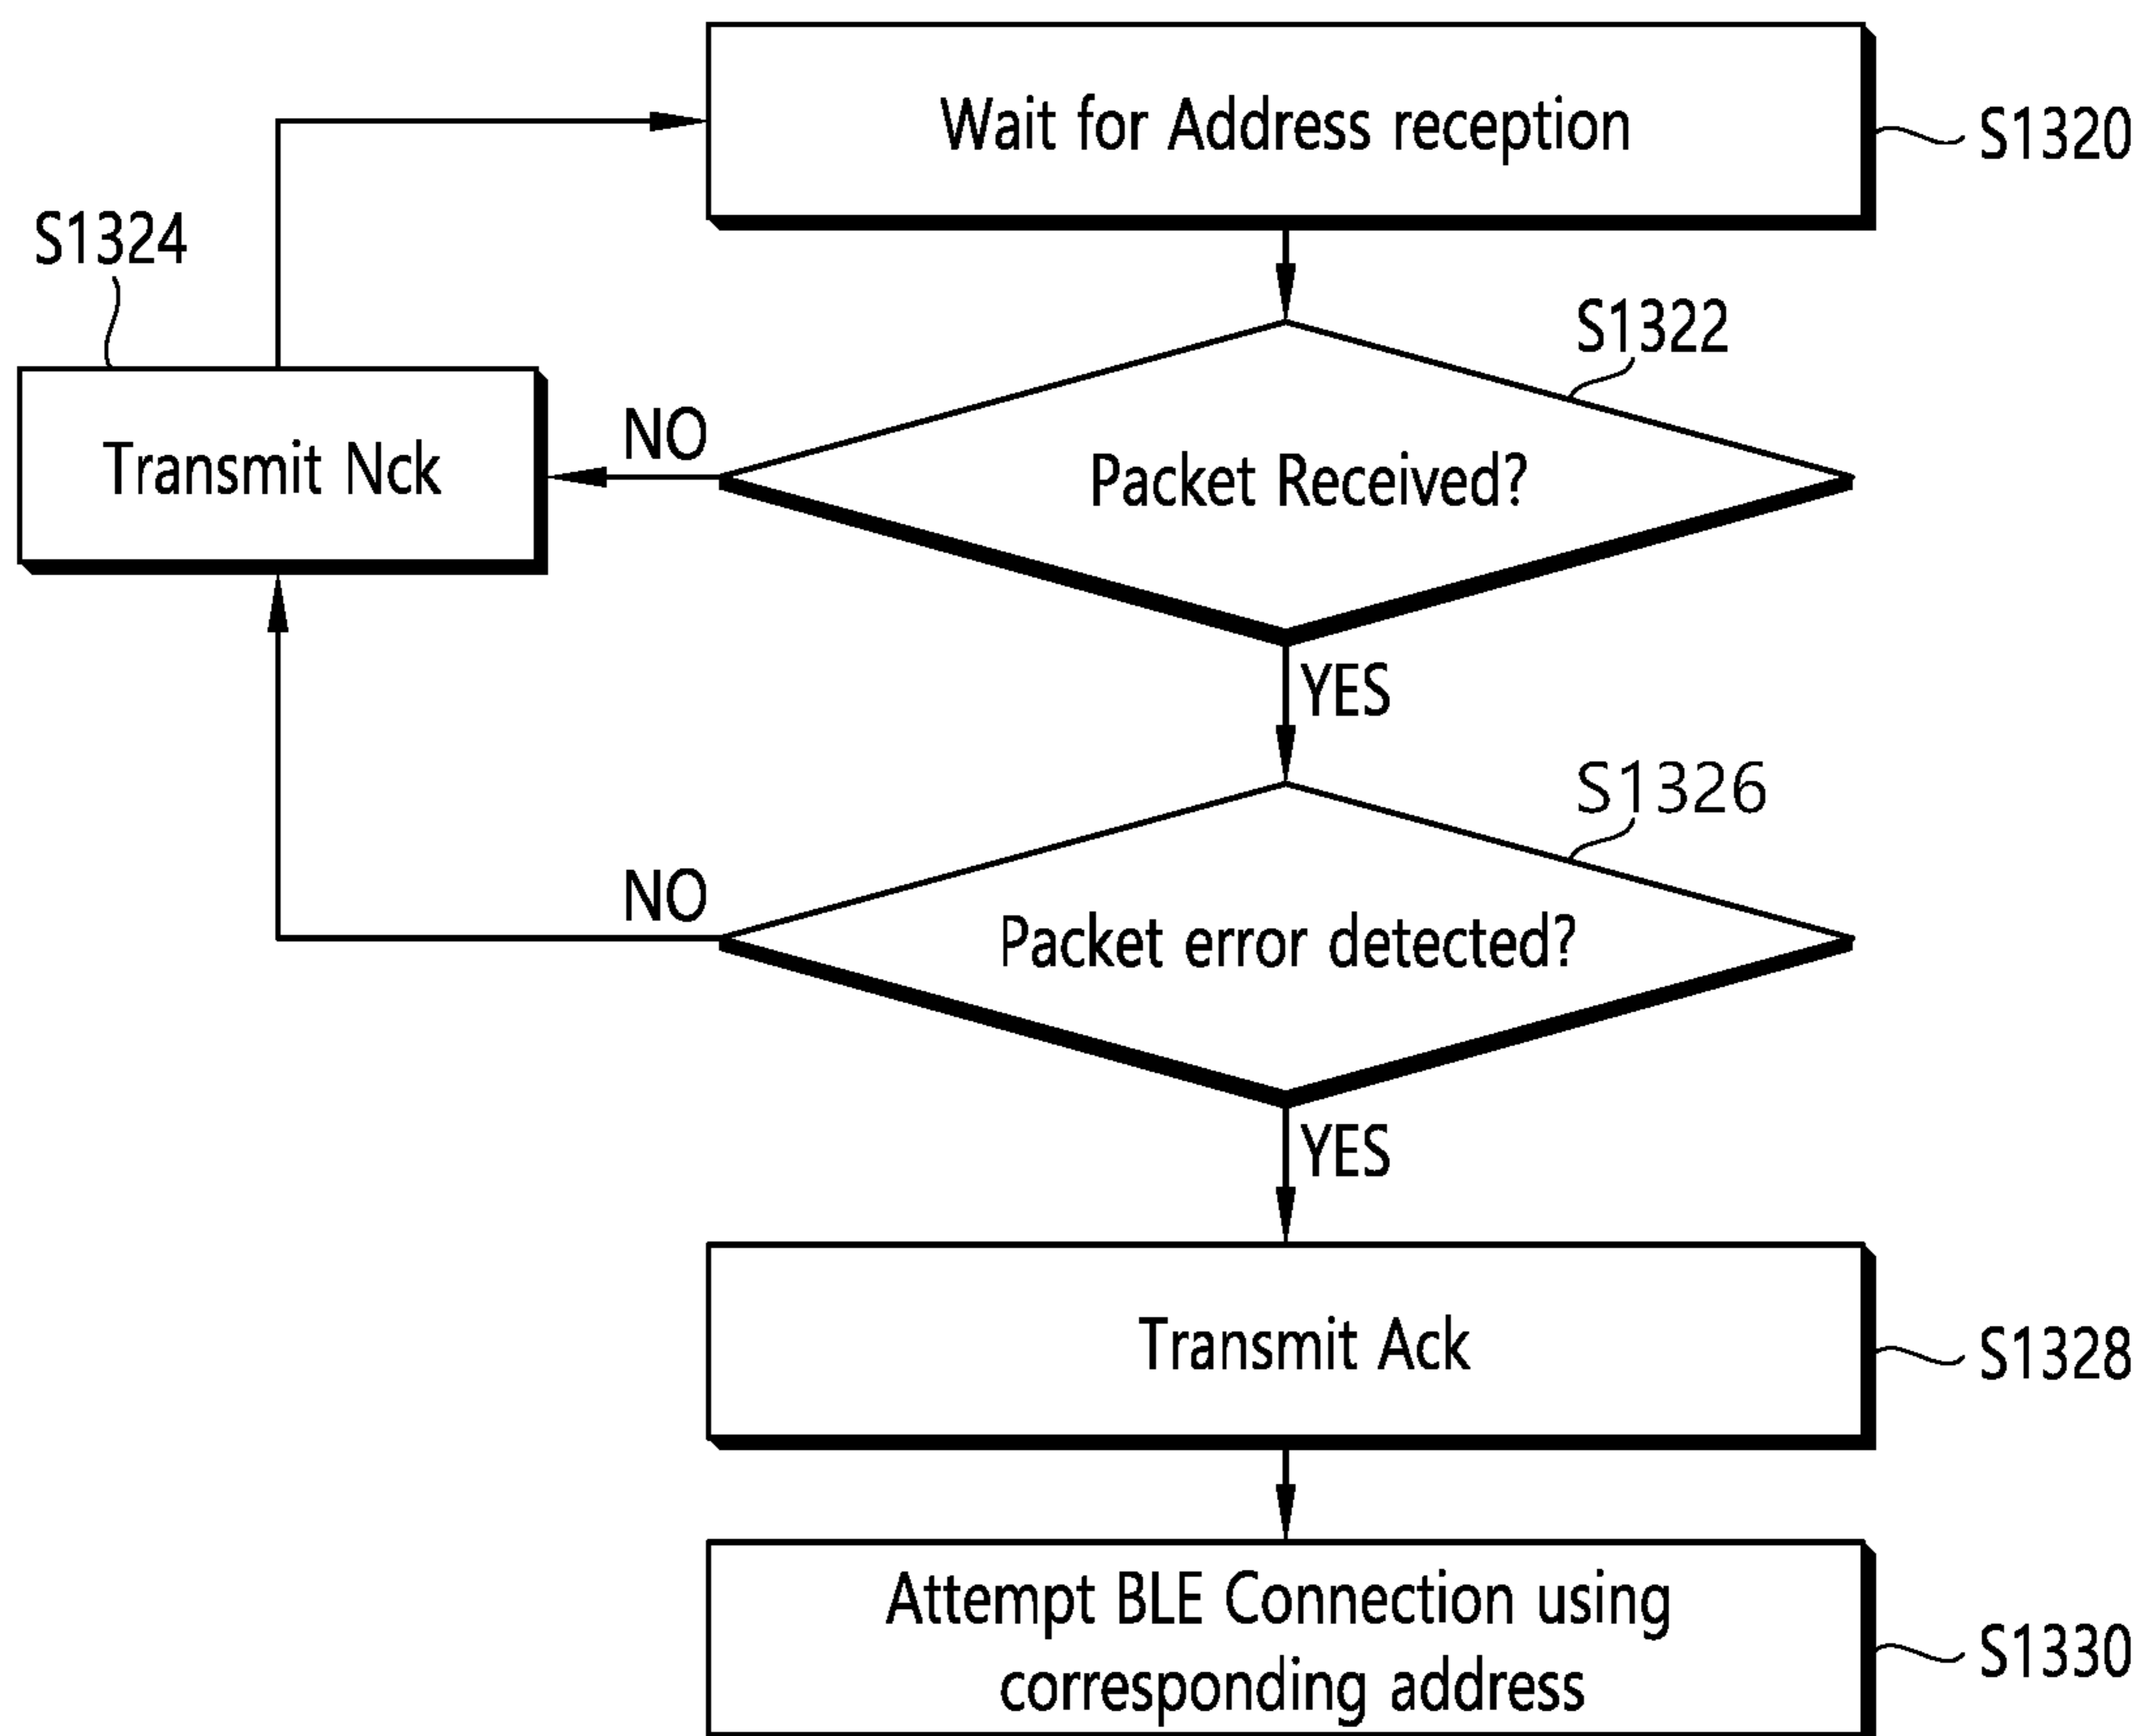 Wait for Address reception
S1320
S1324
S1322
Transmit Nck
NO
Packet Received?
YES
S1326
NO
Packet error detected?
YES
Transmit Ack
S1328
Attempt BLE Connection using
corresponding address
S1330